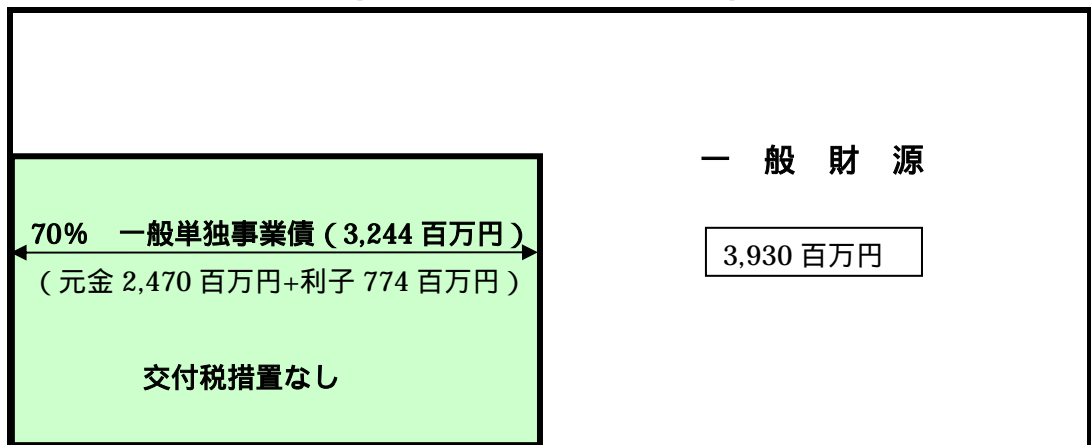 一 般 財 源
70% 一般単独事業債（3,244 百万円）
3,930 百万円
（元金 2,470 百万円+利子 774 百万円）
交付税措置なし